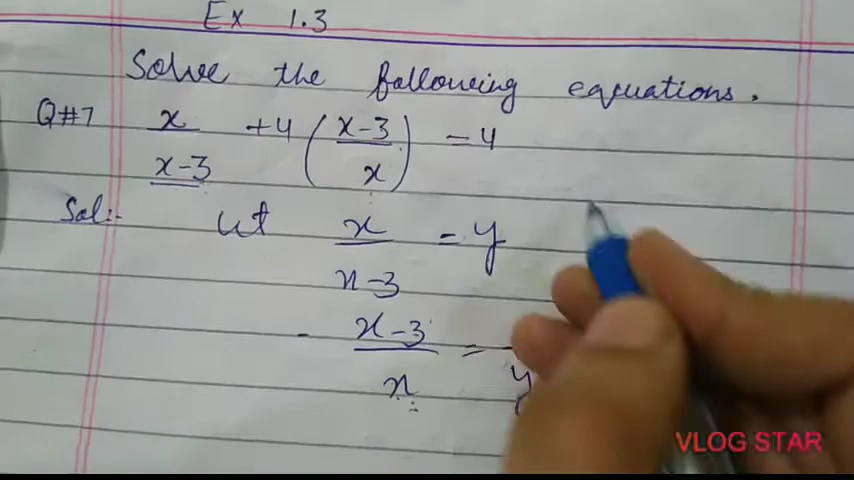 Ex 1.3
Solve the following equations.
Q#7 x/x-3 +4 (x-3/x) = 4
Sol:- Let x/x-3 = y
x-3/x = y
VLOG STAR